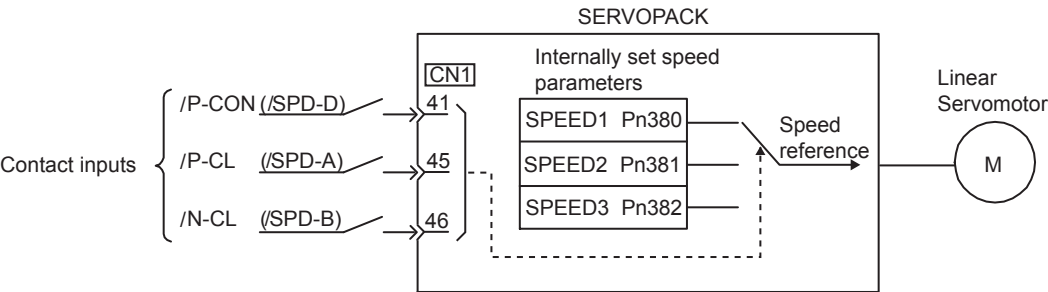 SERVOPACK
Internally set speed
parameters
CN1
Linear
Servomotor
/P-CON (/SPD-D) 41
SPEED1 Pn380
Speed
reference
Contact inputs
/P-CL (/SPD-A) 45
SPEED2 Pn381
M
/N-CL (/SPD-B) 46
SPEED3 Pn382